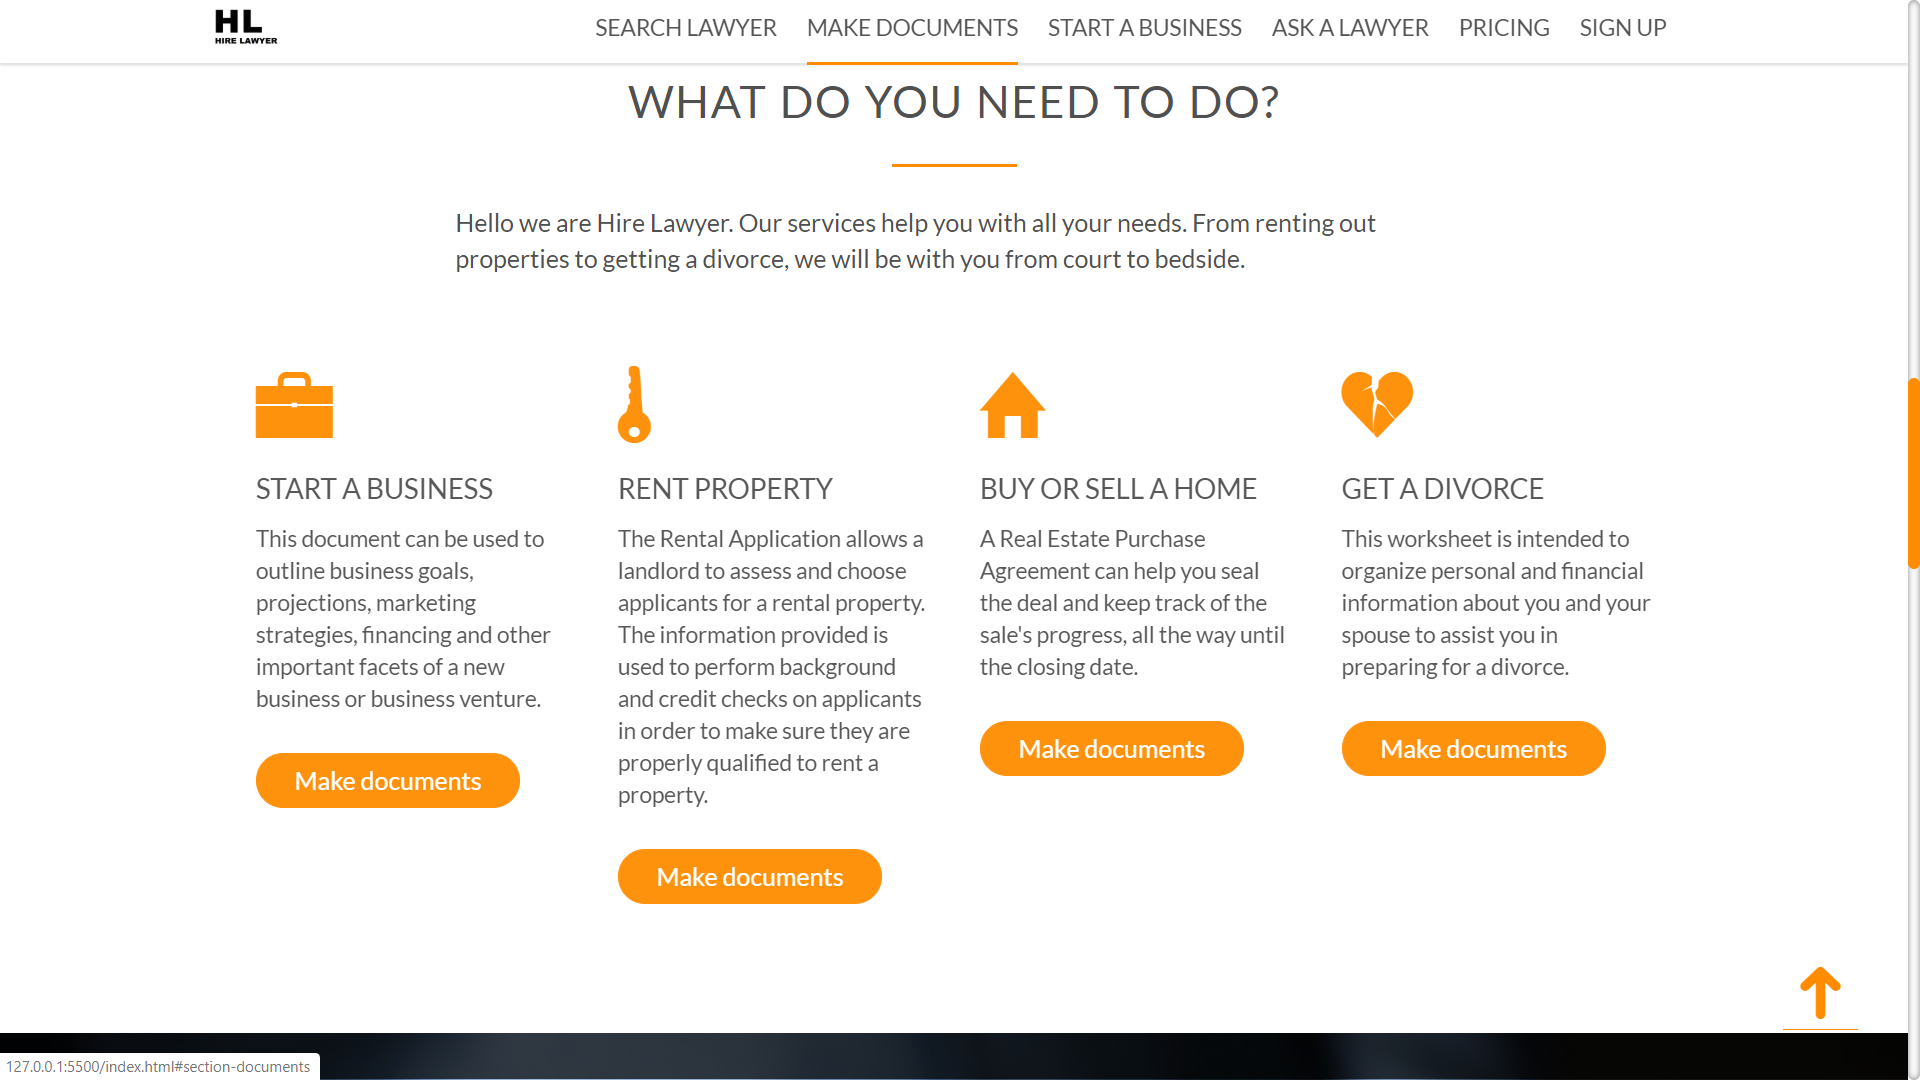 HL
HIRE LAWYER
SEARCH LAWYER
MAKE DOCUMENTS
START A BUSINESS
ASK A LAWYER
PRICING
SIGN UP
WHAT DO YOU NEED TO DO?
Hello we are Hire Lawyer. Our services help you with all your needs. From renting out
properties to getting a divorce, we will be with you from court to bedside.
START A BUSINESS
This document can be used to
outline business goals,
projections, marketing
strategies, financing and other
important facets of a new
business or business venture.
Make documents
RENT PROPERTY
The Rental Application allows a
landlord to assess and choose
applicants for a rental property.
The information provided is
used to perform background
and credit checks on applicants
in order to make sure they are
properly qualified to rent a
property.
Make documents
BUY OR SELL A HOME
A Real Estate Purchase
Agreement can help you seal
the deal and keep track of the
sale's progress, all the way until
the closing date.
Make documents
GET A DIVORCE
This worksheet is intended to
organize personal and financial
information about you and your
spouse to assist you in
preparing for a divorce.
Make documents
127.0.0.1:5500/index.html#section-documents